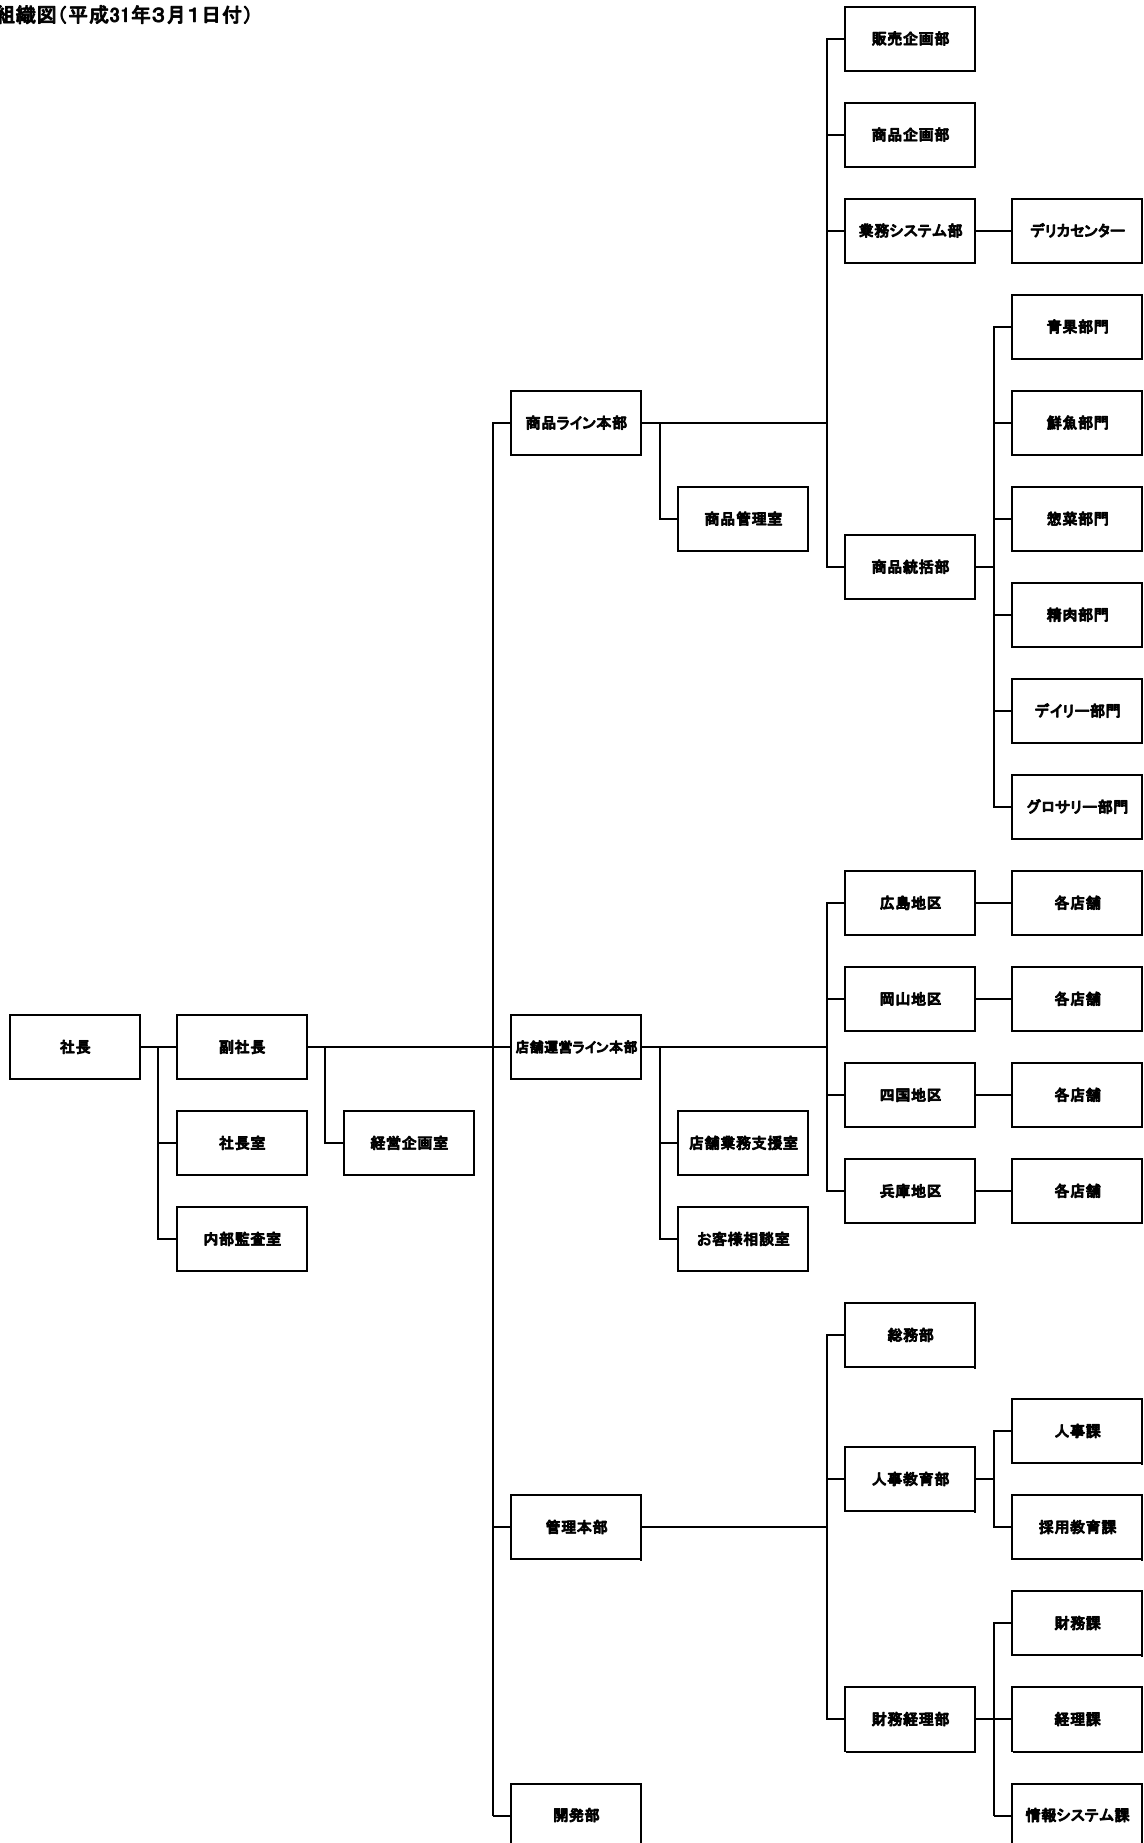 組織図(平成31年3月1日付)
販売企画部
商品企画部
業務システム部
デリカセンター
青果部門
鮮魚部門
商品ライン本部
商品管理室
惣菜部門
商品統括部
精肉部門
デイリー部門
グロサリー部門
広島地区
各店舗
岡山地区
各店舗
社長
副社長
店舗運営ライン本部
四国地区
各店舗
社長室
経営企画室
店舗業務支援室
兵庫地区
各店舗
内部監査室
お客様相談室
総務部
人事課
人事教育部
管理本部
採用教育課
財務課
財務経理部
経理課
開発部
情報システム課